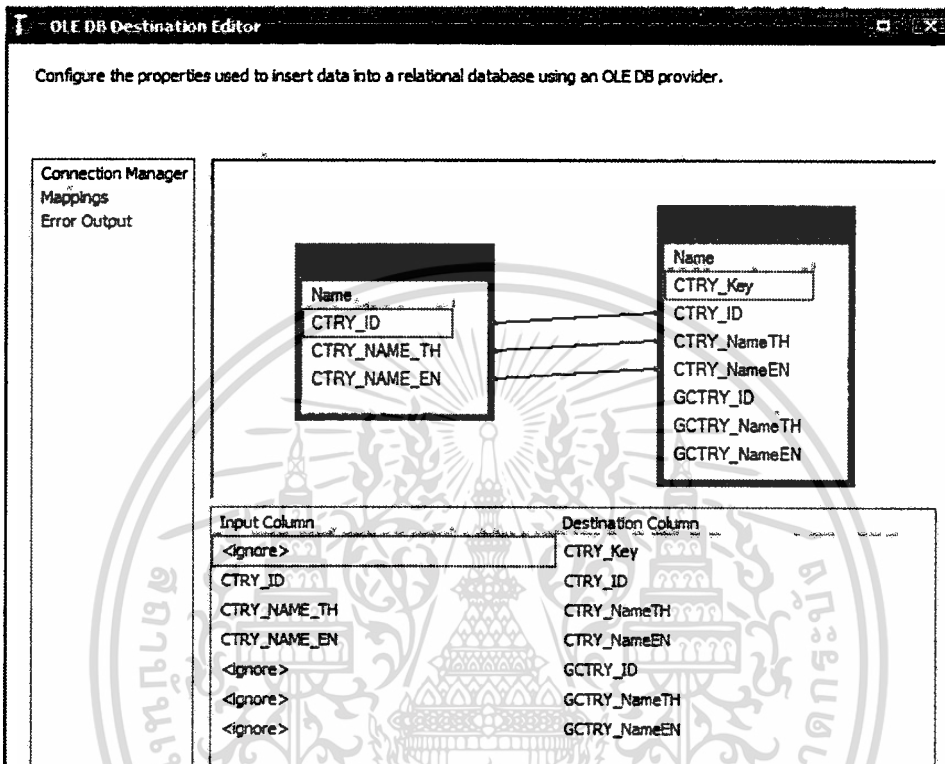 OLE DB Destination Editor
Configure the properties used to insert data into a relational database using an OLE DB provider.
Connection Manager
Mappings
Error Output
Name
CTRY_ID
CTRY_NAME_TH
CTRY_NAME_EN
Name
CTRY_Key
CTRY_ID
CTRY_NameTH
CTRY_NameEN
GCTRY_ID
GCTRY_NameTH
GCTRY_NameEN
Input Column Destination Column
<ignore> CTRY_Key
CTRY_ID CTRY_ID
CTRY_NAME_TH CTRY_NameTH
CTRY_NAME_EN CTRY_NameEN
<ignore> GCTRY_ID
<ignore> GCTRY_NameTH
<ignore> GCTRY_NameEN